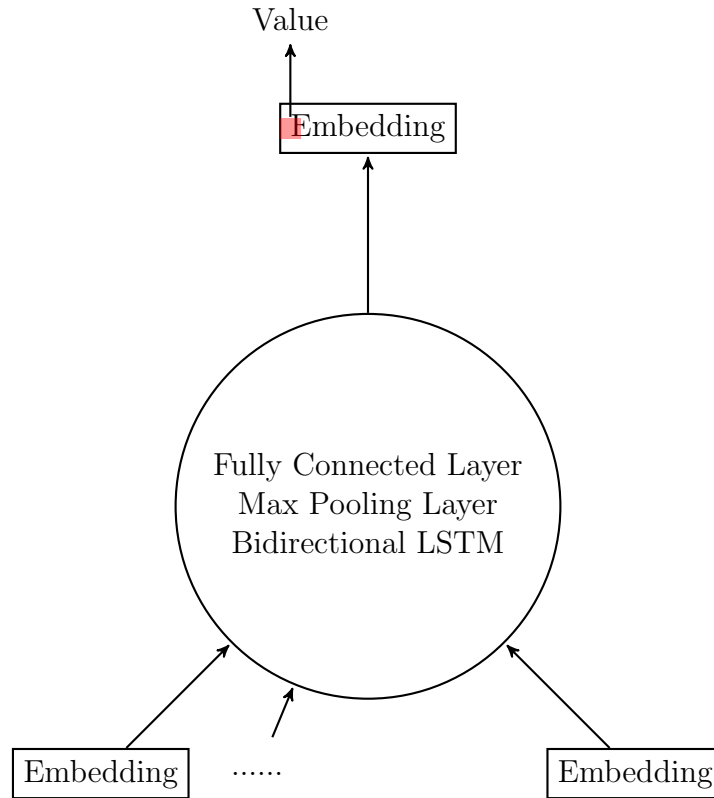 Value
Embedding
Fully Connected Layer
Max Pooling Layer
Bidirectional LSTM
Embedding
......
Embedding